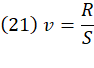 (21) v = R/S